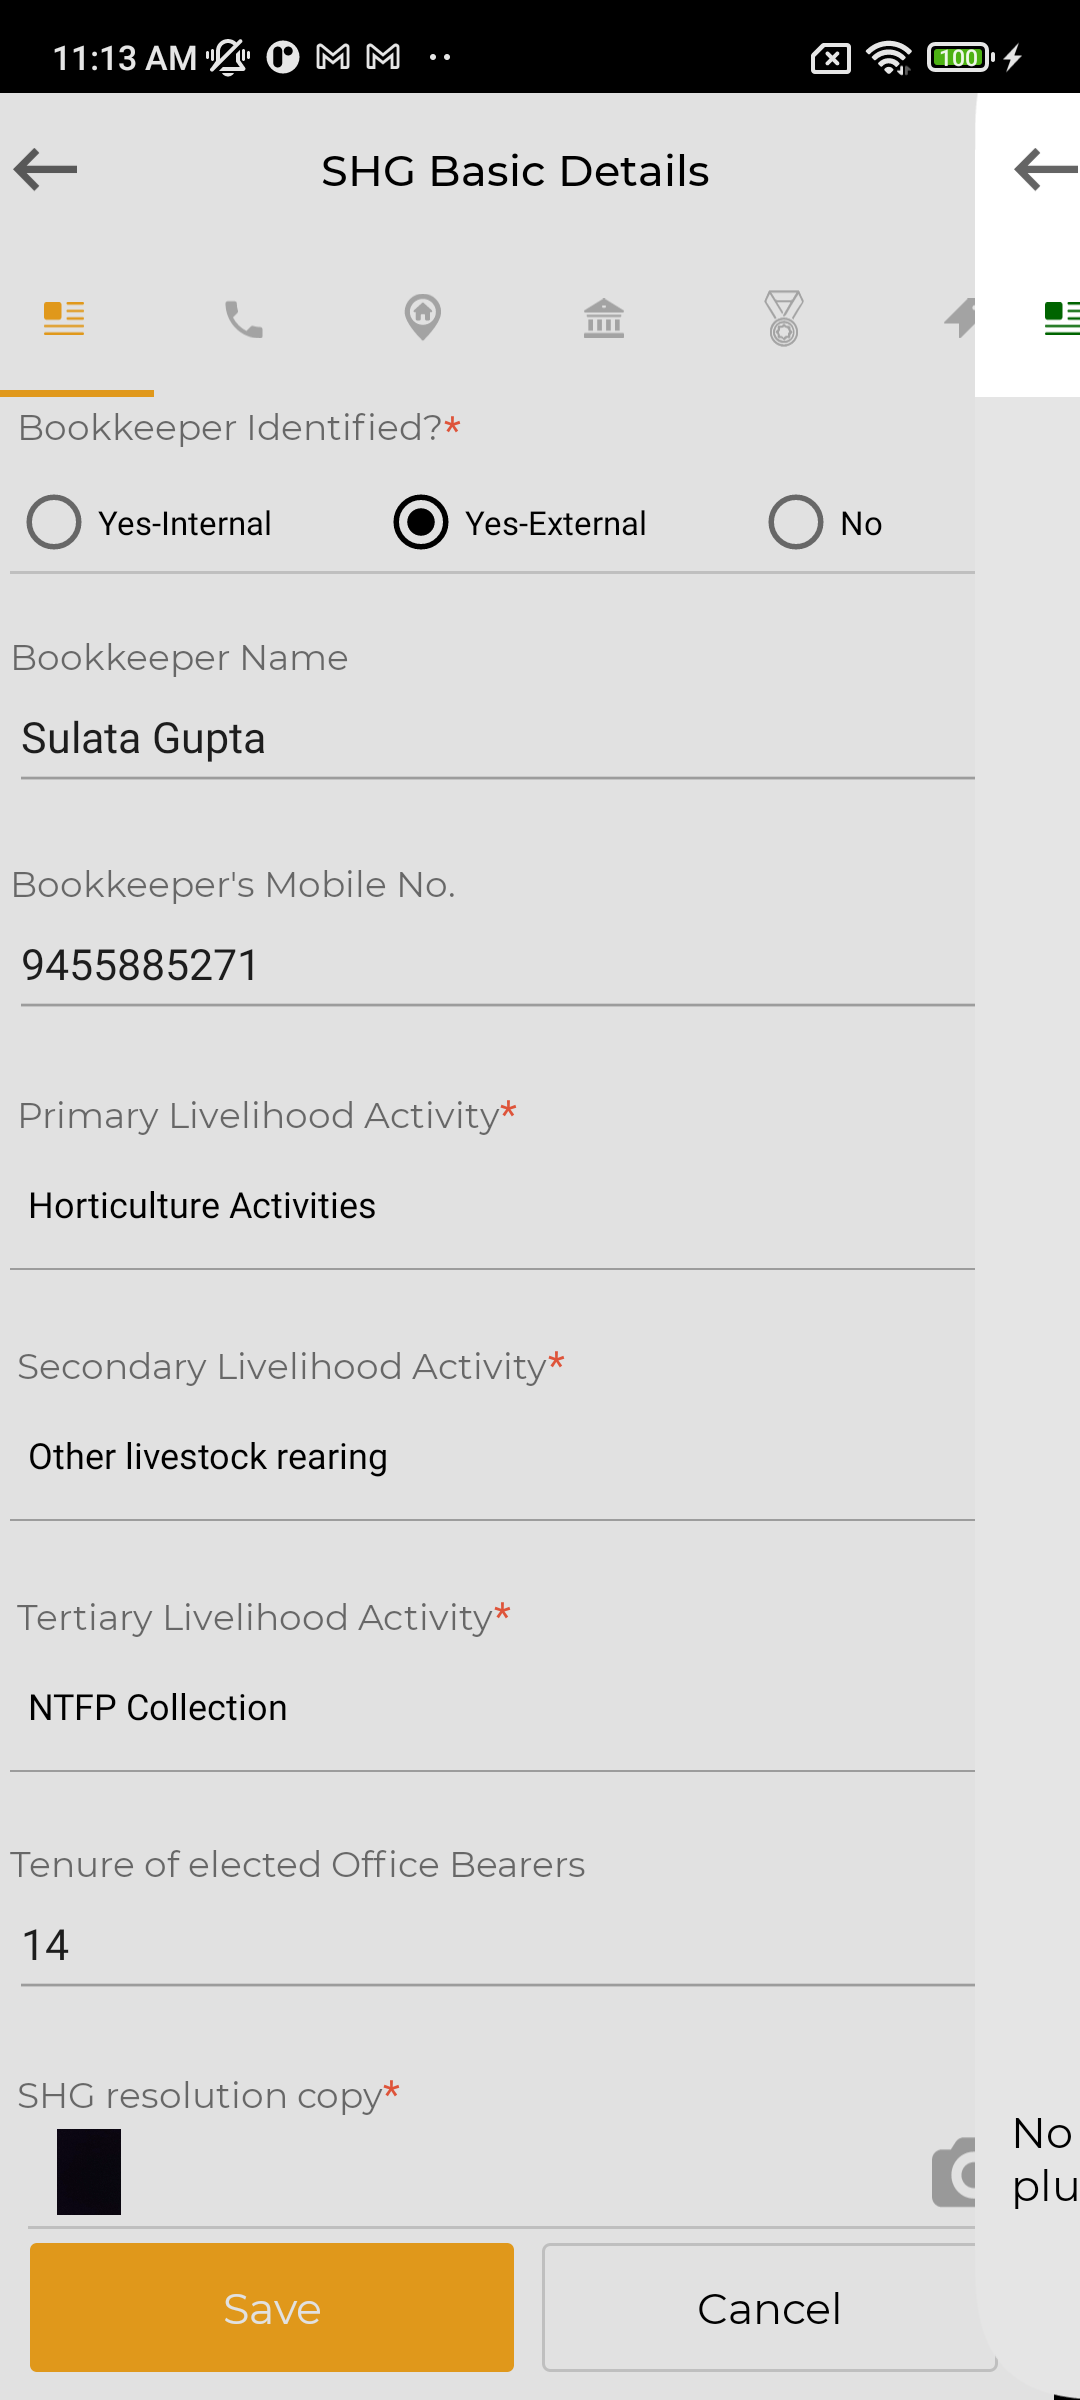 11:13 AM
100
SHG Basic Details
Bookkeeper Identified?*
Yes-Internal Yes-External No
Bookkeeper Name
Sulata Gupta
Bookkeeper's Mobile No.
9455885271
Primary Livelihood Activity*
Horticulture Activities
Secondary Livelihood Activity*
Other livestock rearing
Tertiary Livelihood Activity*
NTFP Collection
Tenure of elected Office Bearers
14
SHG resolution copy*
No
plu
Save Cancel